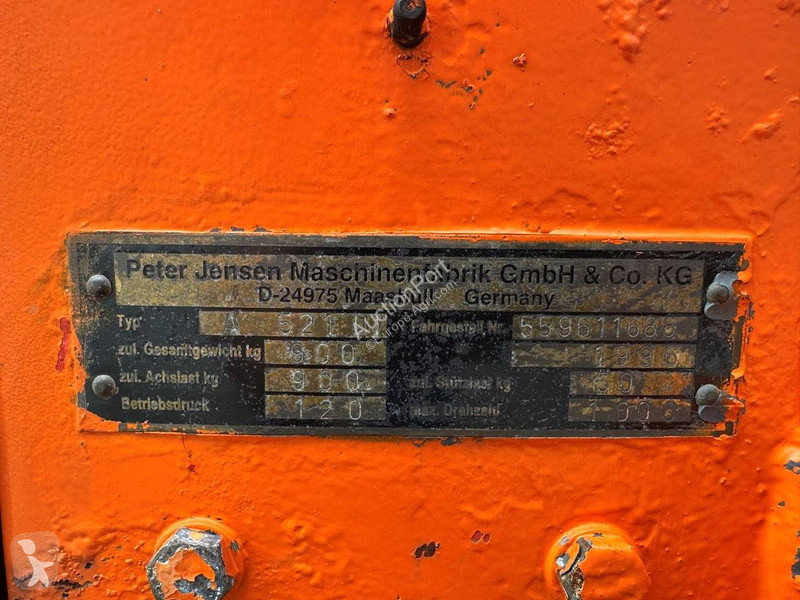 Peter Jensen Maschinenfabrik GmbH & Co. KG
D-24975 Maasbüll Germany
Typ A 521 Fahrgestell Nr.
zul. Gesamtgewicht kg 900 1996
zul. Achslast kg 900 zul. Stützlast kg
Betriebsdruck 120 max. Drehzahl
AuctionPort